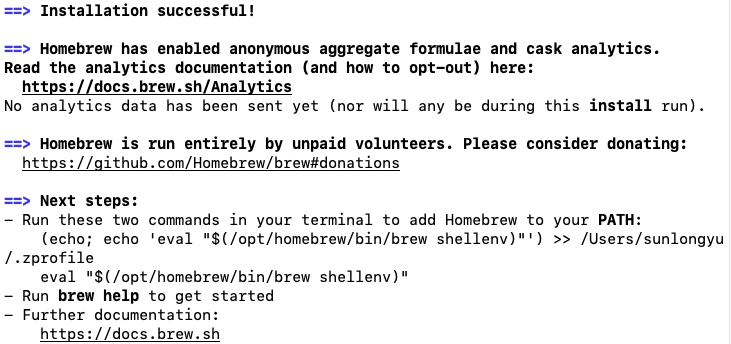 ==> Installation successful!

==> Homebrew has enabled anonymous aggregate formulae and cask analytics.
Read the analytics documentation (and how to opt-out) here:
  https://docs.brew.sh/Analytics
No analytics data has been sent yet (nor will any be during this install run).

==> Homebrew is run entirely by unpaid volunteers. Please consider donating:
  https://github.com/Homebrew/brew#donations

==> Next steps:
- Run these two commands in your terminal to add Homebrew to your PATH:
    (echo; echo 'eval "$(/opt/homebrew/bin/brew shellenv)"') >> /Users/sunlongyu
/.zprofile
    eval "$(/opt/homebrew/bin/brew shellenv)"
- Run brew help to get started
- Further documentation:
    https://docs.brew.sh